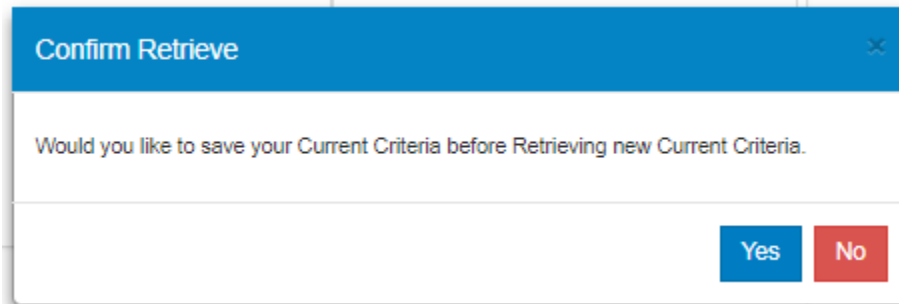 Confirm Retrieve
×
Would you like to save your Current Criteria before Retrieving new Current Criteria.
Yes No